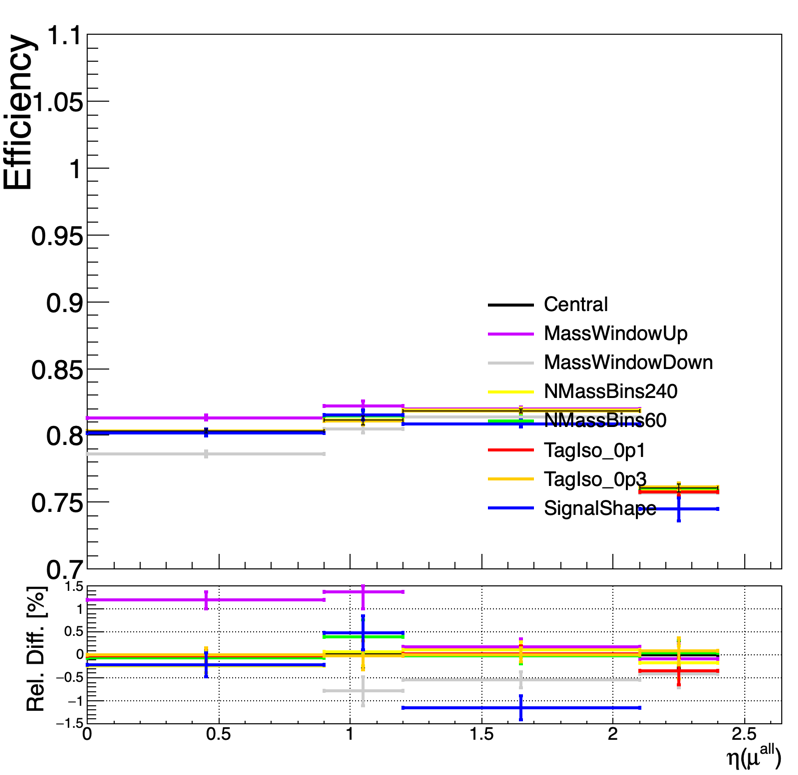 Efficiency
1.1
1.05
1
0.95
0.9
0.85
0.8
0.75
0.7
Central
MassWindowUp
MassWindowDown
NMassBins240
NMassBins60
TagIso_0p1
TagIso_0p3
SignalShape
Rel. Diff. [%]
1.5
1
0.5
0
−0.5
−1
−1.5
0 0.5 1 1.5 2 2.5
η(μ^all)